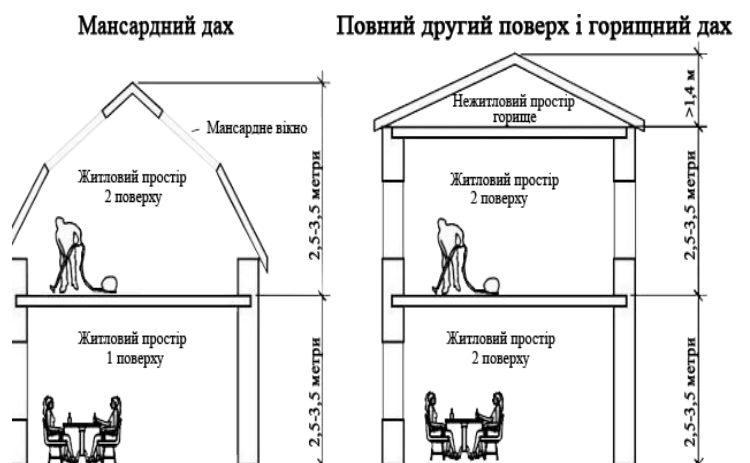 Мансардний дах
Повний другий поверх і горищний дах
Мансардне вікно
Житловий простір
2 поверху
2,5-3,5 метри
Житловий простір
1 поверху
2,5-3,5 метри
Нежитловий простір
горище
>1,4 м
Житловий простір
2 поверху
2,5-3,5 метри
Житловий простір
2 поверху
2,5-3,5 метри